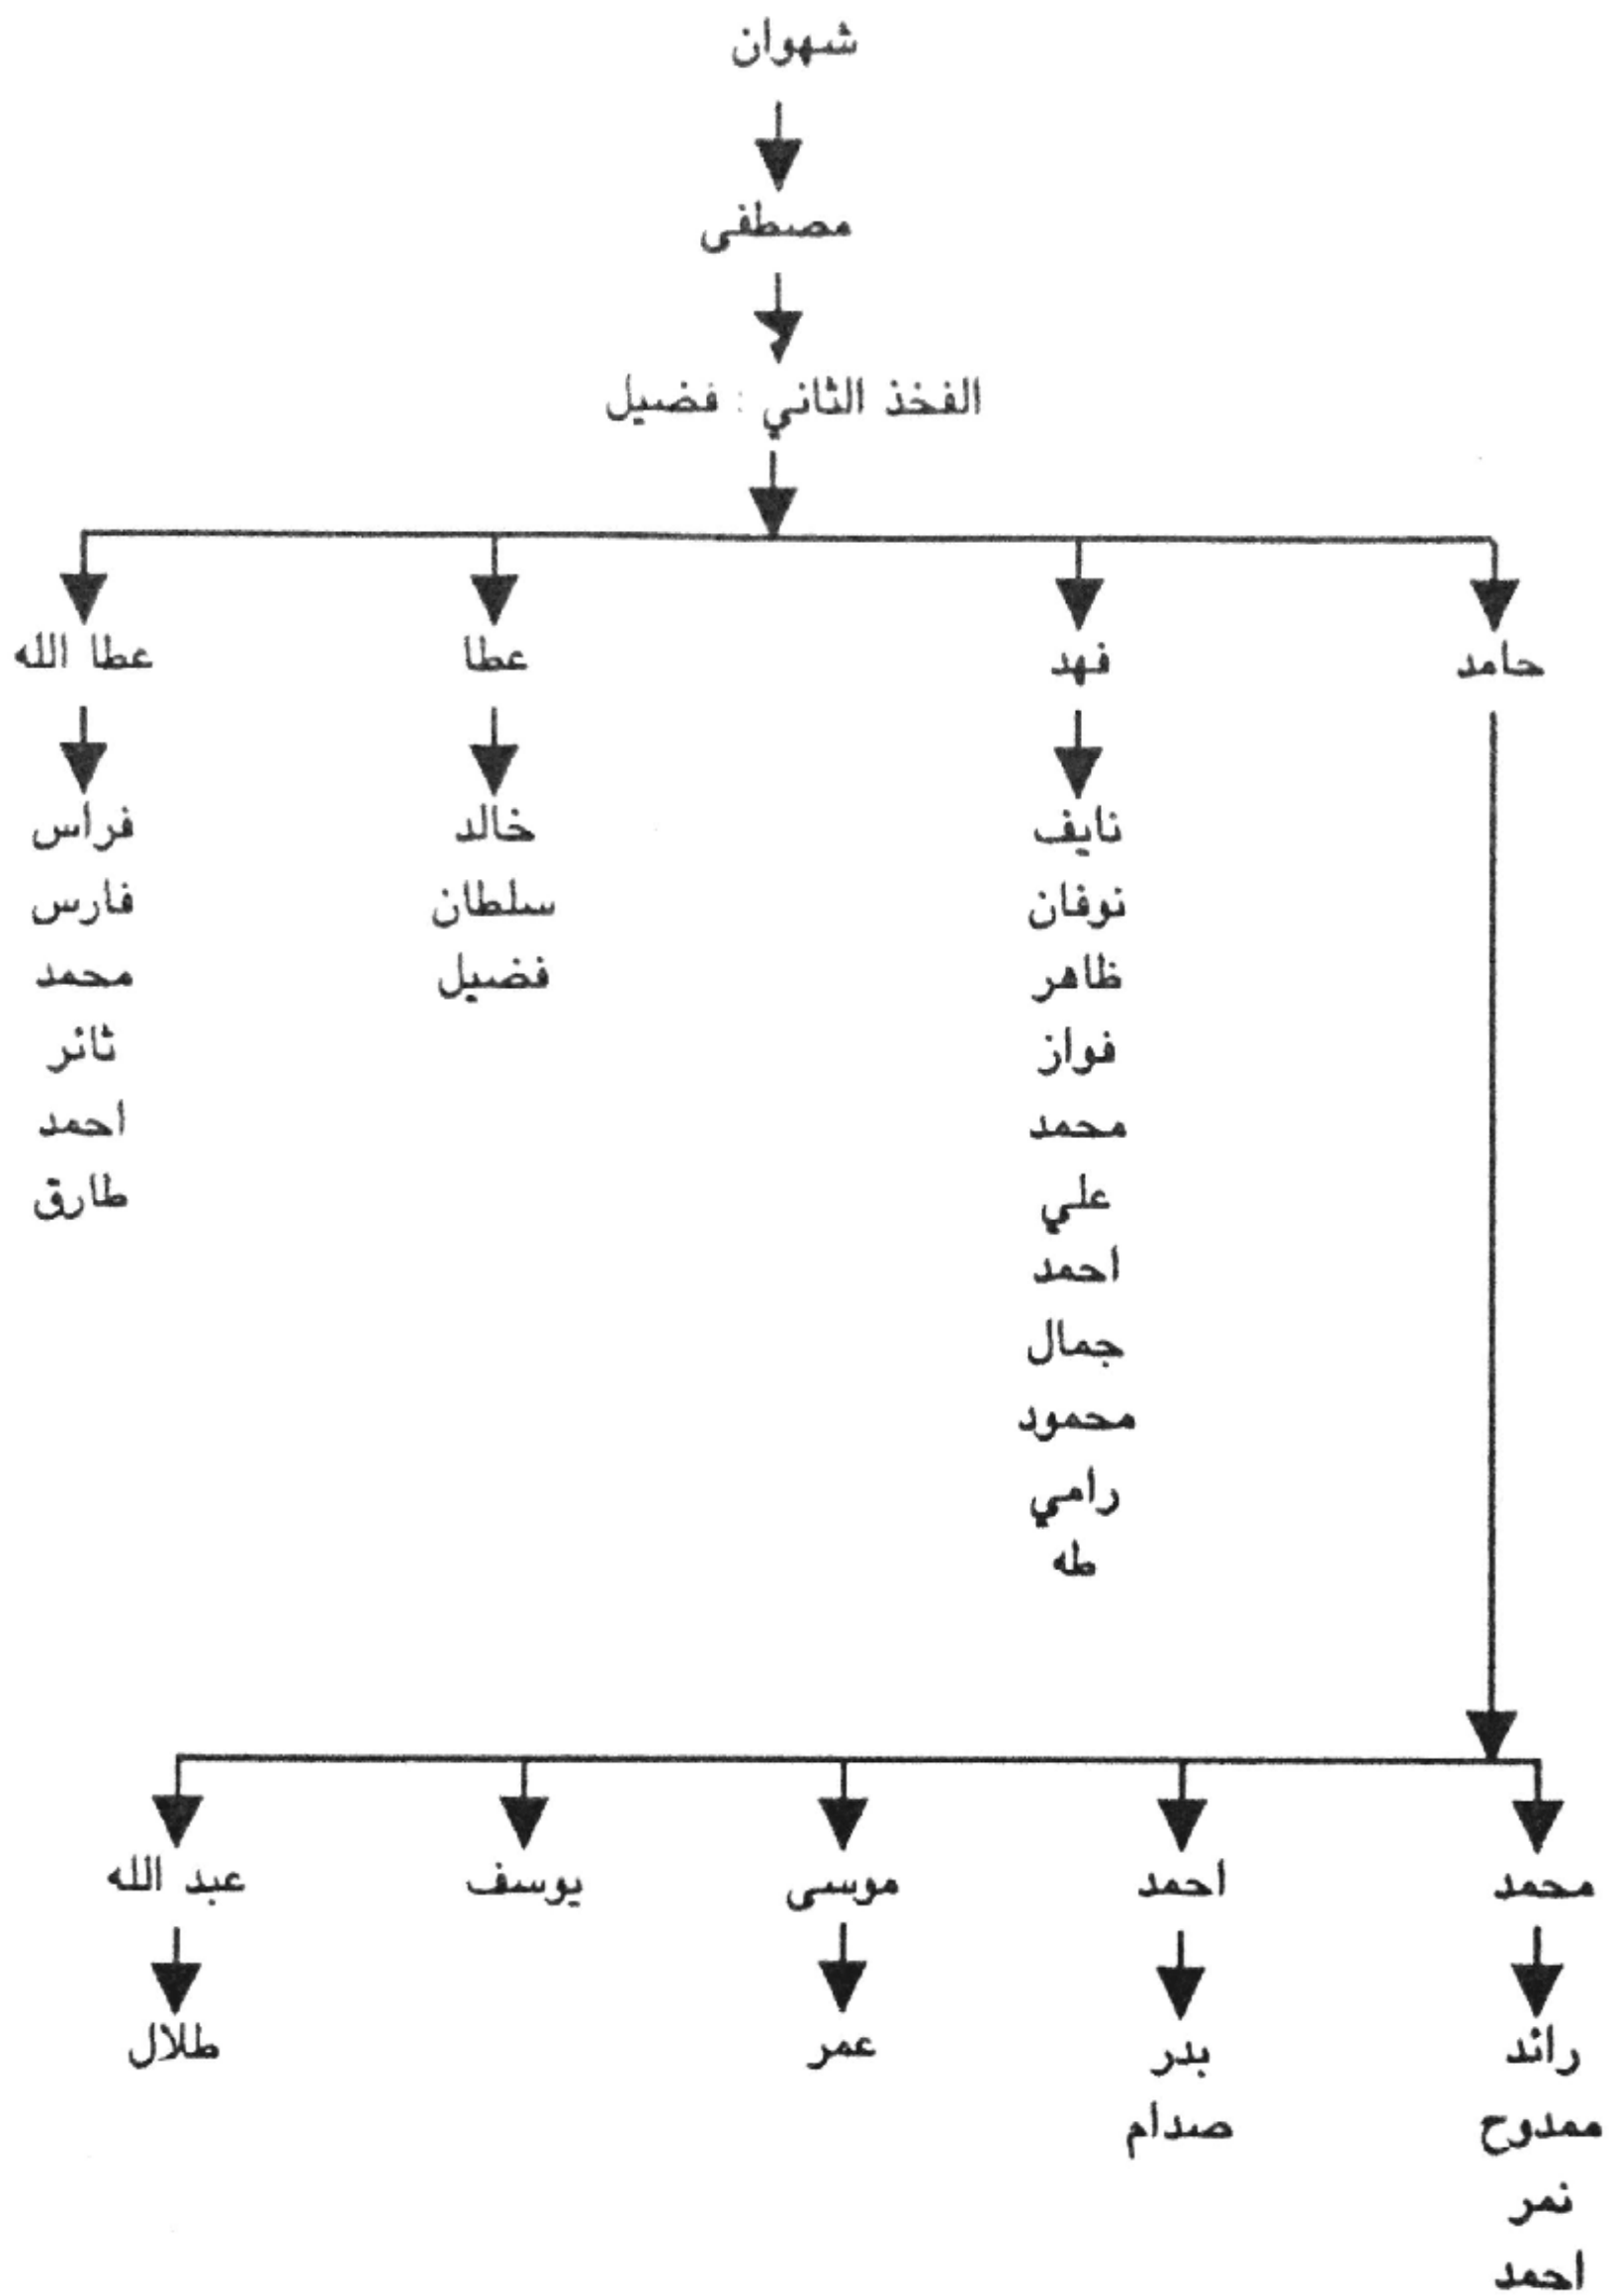 شهوان
مصطفى
الفخذ الثاني : فضيل
حامد
فهد
عطا
عطا الله
نايف
نوفان
ظاهر
فواز
محمد
علي
احمد
جمال
محمود
رامي
طه
خالد
سلطان
فضيل
فراس
فارس
محمد
ثائر
احمد
طارق
محمد
احمد
موسى
يوسف
عبد الله
رائد
ممدوح
نمر
احمد
بدر
صدام
عمر
طلال